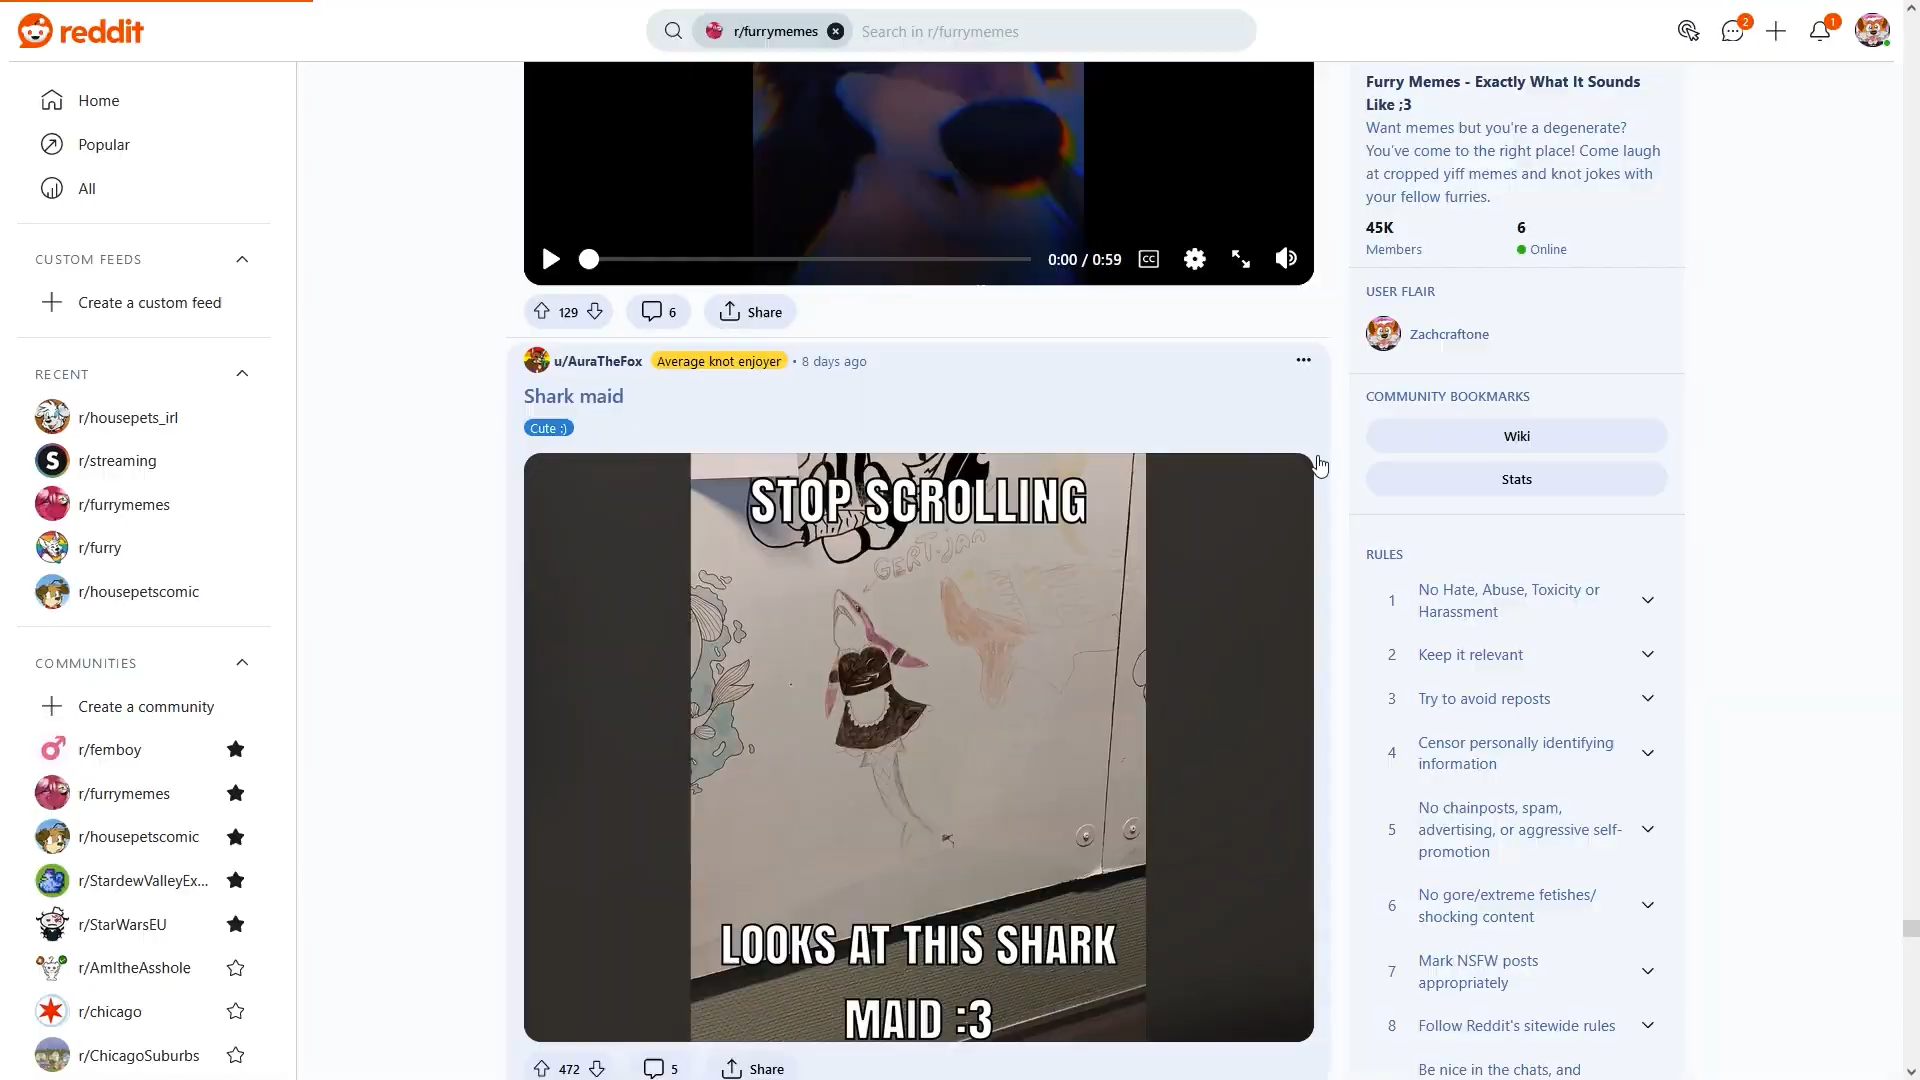 reddit
r/furrymemes
Search in r/furrymemes
2
1
Home
Popular
All
CUSTOM FEEDS
Create a custom feed
RECENT
r/housepets_irl
r/streaming
r/furrymemes
r/furry
r/housepetscomic
COMMUNITIES
Create a community
r/femboy
r/furrymemes
r/housepetscomic
r/StardewValleyEx...
r/StarWarsEU
r/AmItheAsshole
r/chicago
r/ChicagoSuburbs
0:00 / 0:59
CC
129
6
Share
u/AuraTheFox Average knot enjoyer • 8 days ago
Shark maid
Cute :)
STOP SCROLLING
GERT-JAN
LOOKS AT THIS SHARK
MAID :3
472
5
Share
Furry Memes - Exactly What It Sounds
Like ;3
Want memes but you're a degenerate?
You've come to the right place! Come laugh
at cropped yiff memes and knot jokes with
your fellow furries.
45K
6
Members
Online
USER FLAIR
Zachcraftone
COMMUNITY BOOKMARKS
Wiki
Stats
RULES
1 No Hate, Abuse, Toxicity or
Harassment
2 Keep it relevant
3 Try to avoid reposts
4 Censor personally identifying
information
5 No chainposts, spam,
advertising, or aggressive self-
promotion
6 No gore/extreme fetishes/
shocking content
7 Mark NSFW posts
appropriately
8 Follow Reddit's sitewide rules
Be nice in the chats, and